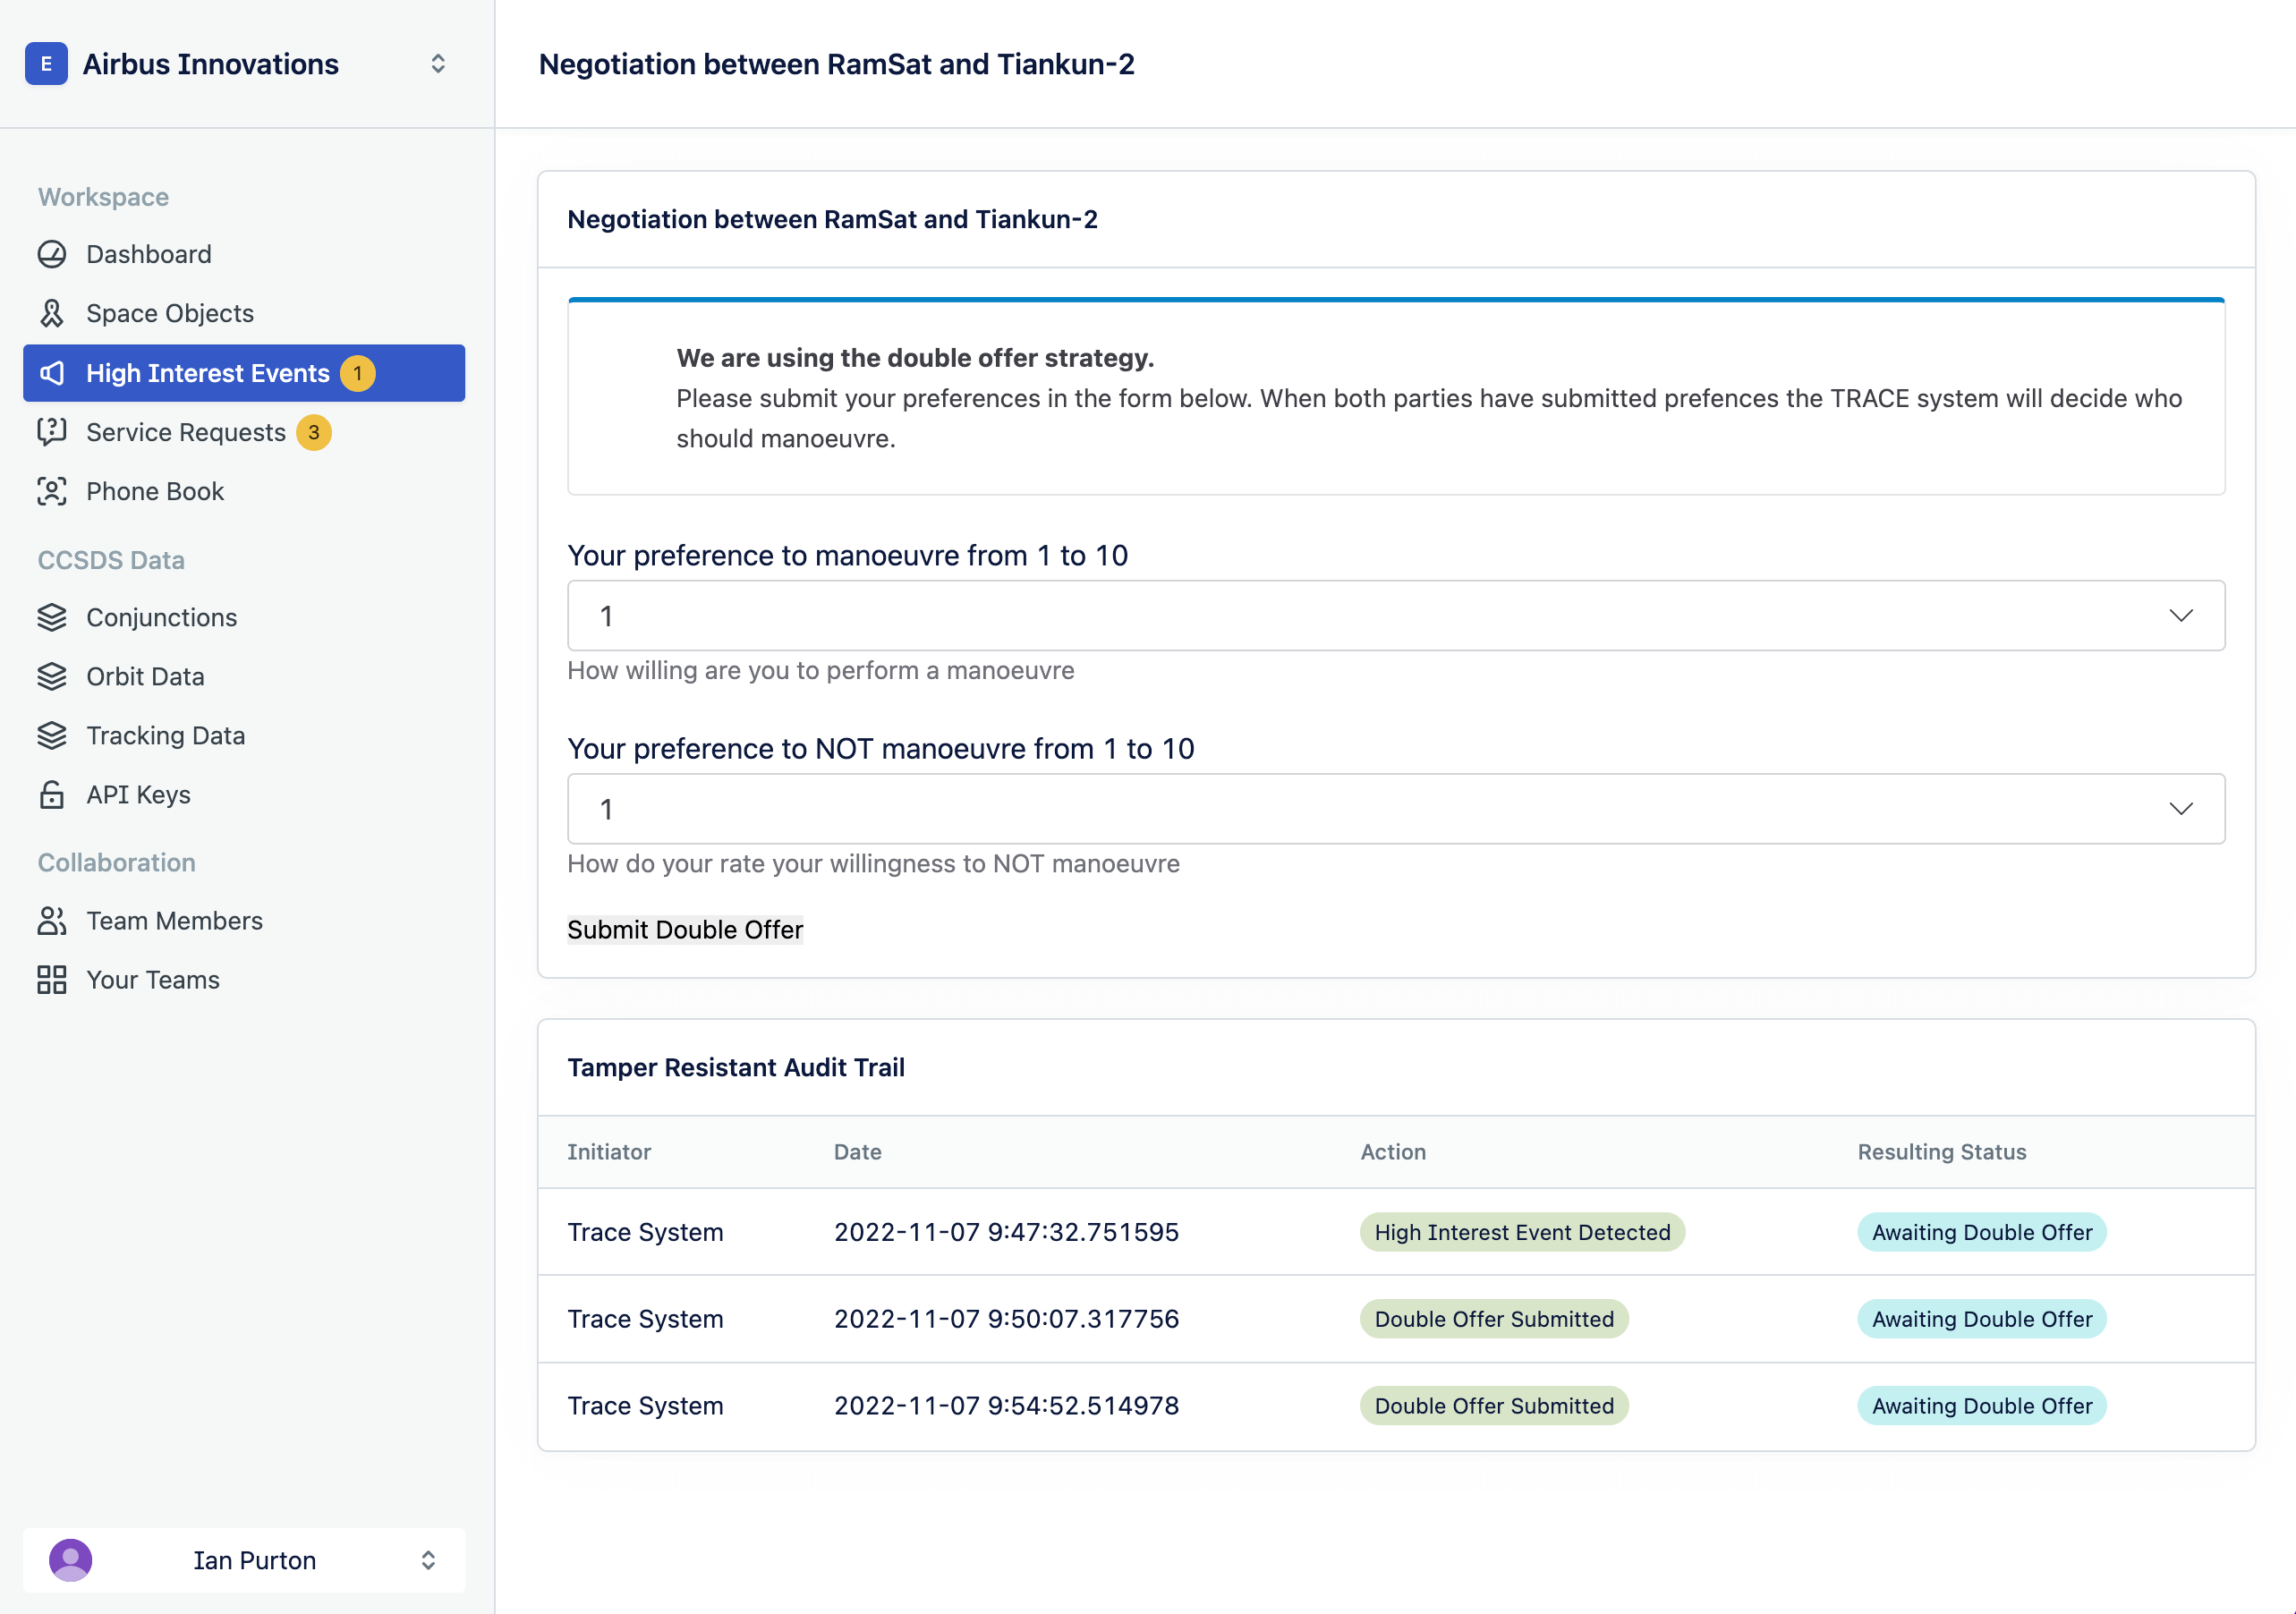 E Airbus Innovations
Negotiation between RamSat and Tiankun-2
Workspace
Dashboard
Space Objects
High Interest Events 1
Service Requests 3
Phone Book
CCSDS Data
Conjunctions
Orbit Data
Tracking Data
API Keys
Collaboration
Team Members
Your Teams
Ian Purton
Negotiation between RamSat and Tiankun-2
We are using the double offer strategy.
Please submit your preferences in the form below. When both parties have submitted prefences the TRACE system will decide who
should manoeuvre.
Your preference to manoeuvre from 1 to 10
1
How willing are you to perform a manoeuvre
Your preference to NOT manoeuvre from 1 to 10
1
How do your rate your willingness to NOT manoeuvre
Submit Double Offer
Tamper Resistant Audit Trail
Initiator Date Action Resulting Status
Trace System 2022-11-07 9:47:32.751595 High Interest Event Detected Awaiting Double Offer
Trace System 2022-11-07 9:50:07.317756 Double Offer Submitted Awaiting Double Offer
Trace System 2022-11-07 9:54:52.514978 Double Offer Submitted Awaiting Double Offer